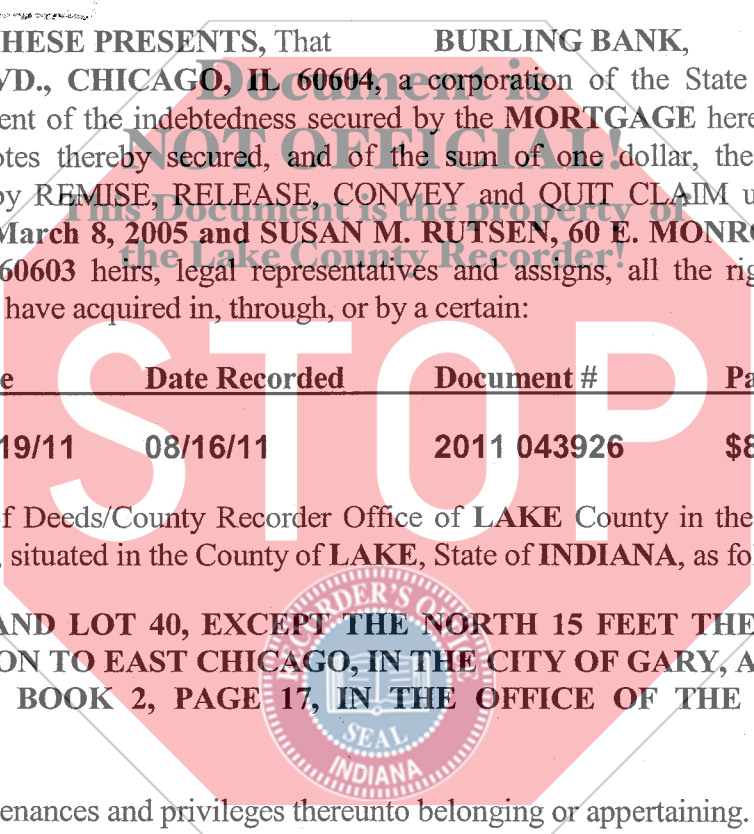 HESE PRESENTS, That BURLING BANK,
VD., CHICAGO, IL 60604, a corporation of the State
Document is
ent of the indebtedness secured by the MORTGAGE here
NOT OFFICIAL!
otes thereby secured, and of the sum of one dollar, the
by REMISE, RELEASE, CONVEY and QUIT CLAIM u
This Document is the property of
March 8, 2005 and SUSAN M. RUTSEN, 60 E. MONRO
the Lake County Recorder!
60603 heirs, legal representatives and assigns, all the rig
have acquired in, through, or by a certain:
STOP
e Date Recorded Document # Pa
19/11 08/16/11 2011 043926 $8
f Deeds/County Recorder Office of LAKE County in the
, situated in the County of LAKE, State of INDIANA, as fo
AND LOT 40, EXCEPT THE NORTH 15 FEET THE
ON TO EAST CHICAGO, IN THE CITY OF GARY, A
BOOK 2, PAGE 17, IN THE OFFICE OF THE
SEAL
INDIANA
enances and privileges thereunto belonging or appertaining.